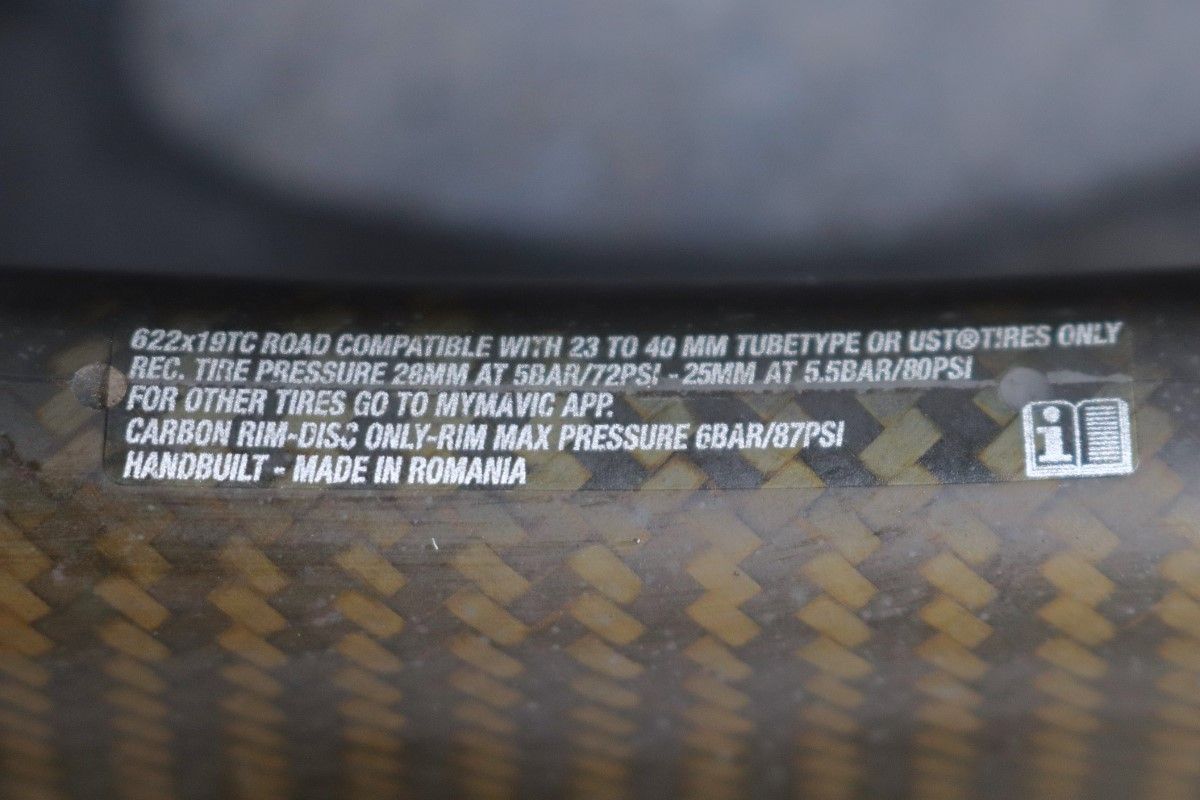 622x19TC ROAD COMPATIBLE WITH 23 TO 40 MM TUBETYPE OR UST®TIRES ONLY
REC. TIRE PRESSURE 28MM AT 5BAR/72PSI - 25MM AT 5.5BAR/80PSI
FOR OTHER TIRES GO TO MYMAVIC APP.
CARBON RIM-DISC ONLY-RIM MAX PRESSURE 6BAR/87PSI
HANDBUILT - MADE IN ROMANIA